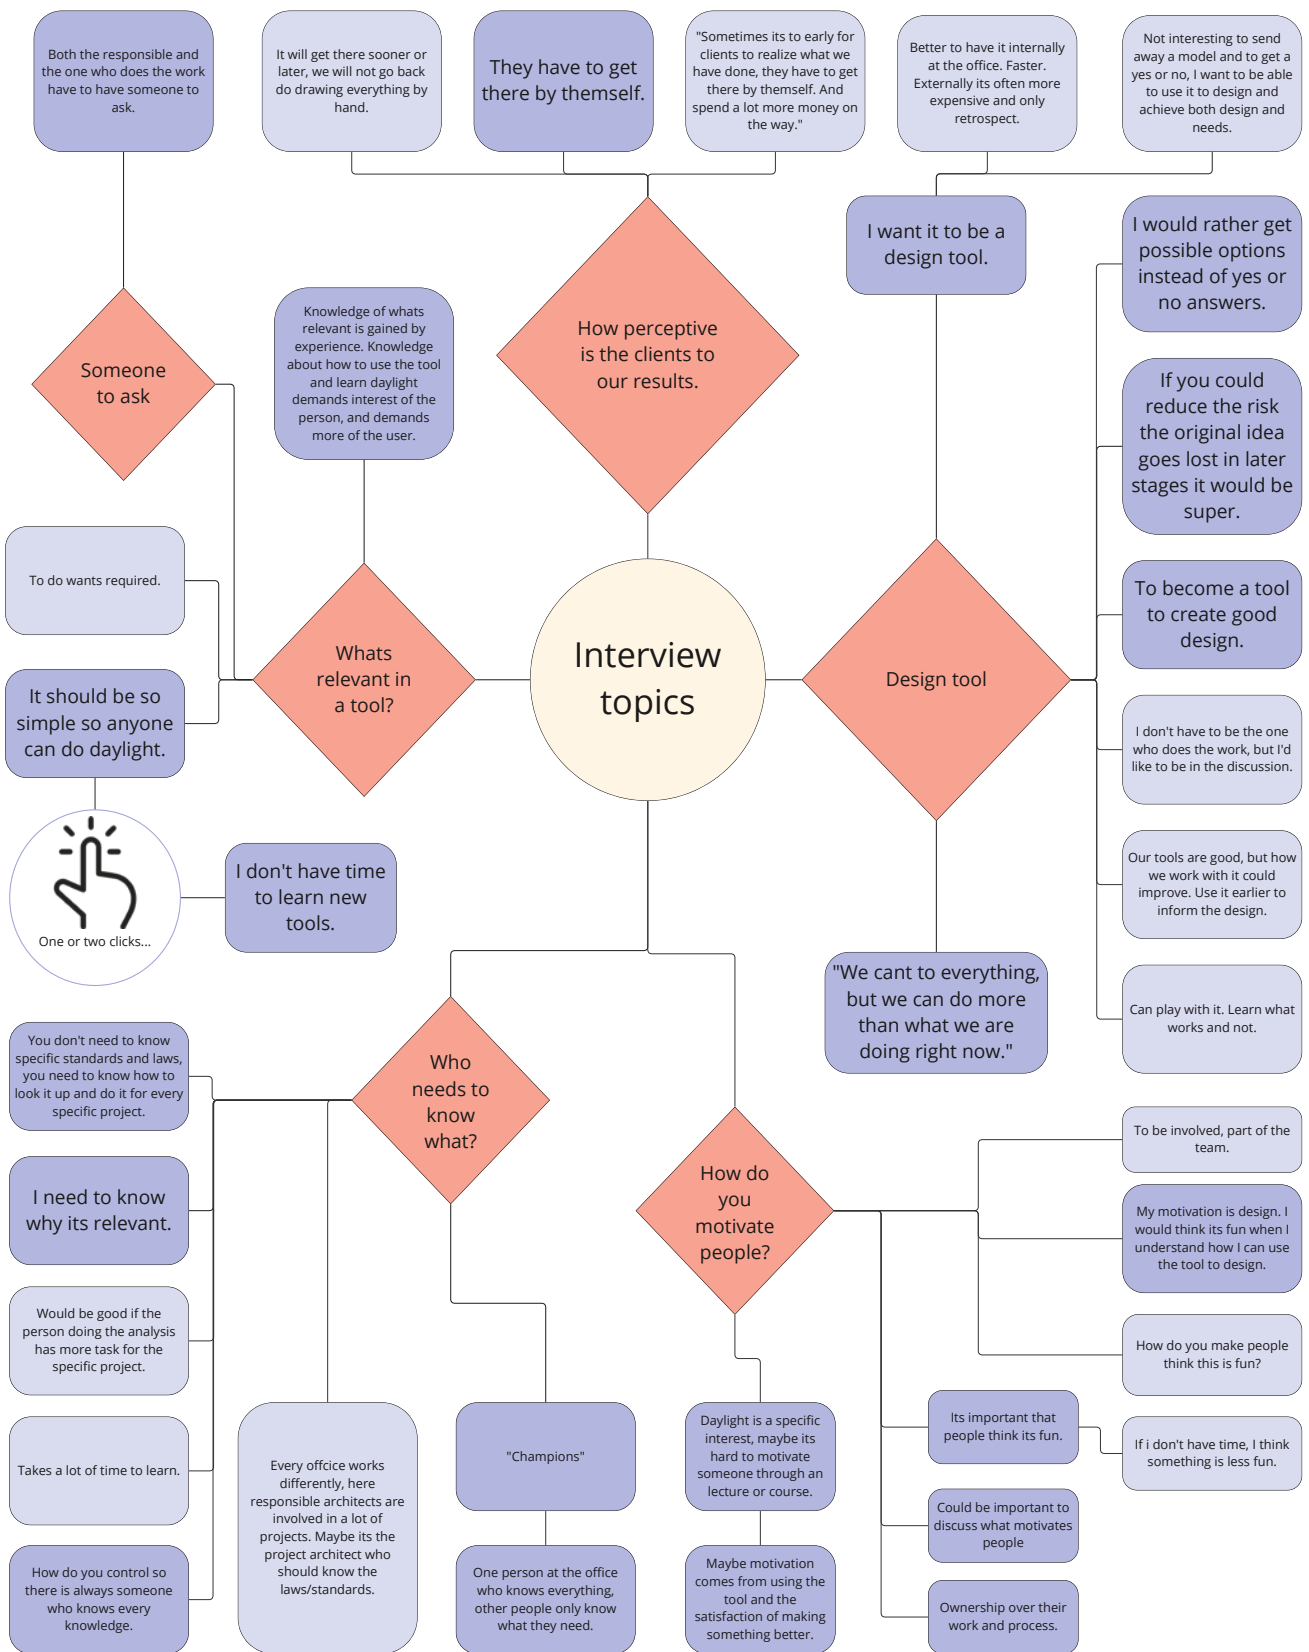 Both the responsible and
the one who does the work
have to have someone to
ask.
It will get there sooner or
later, we will not go back
do drawing everything by
hand.
They have to get
there by themself.
"Sometimes its to early for
clients to realize what we
have done, they have to get
there by themself. And
spend a lot more money on
the way."
Better to have it internally
at the office. Faster.
Externally its often more
expensive and only
retrospect.
Not interesting to send
away a model and to get a
yes or no, I want to be able
to use it to design and
achieve both design and
needs.
I want it to be a
design tool.
I would rather get
possible options
instead of yes or
no answers.
Someone
to ask
Knowledge of whats
relevant is gained by
experience. Knowledge
about how to use the tool
and learn daylight
demands interest of the
person, and demands
more of the user.
How perceptive
is the clients to
our results.
If you could
reduce the risk
the original idea
goes lost in later
stages it would be
super.
To do wants required.
To become a tool
to create good
design.
Whats
relevant in
a tool?
Interview
topics
Design tool
It should be so
simple so anyone
can do daylight.
I don't have to be the one
who does the work, but I'd
like to be in the discussion.
One or two clicks...
I don't have time
to learn new
tools.
Our tools are good, but how
we work with it could
improve. Use it earlier to
inform the design.
"We cant to everything,
but we can do more
than what we are
doing right now."
Can play with it. Learn what
works and not.
You don't need to know
specific standards and laws,
you need to know how to
look it up and do it for every
specific project.
Who
needs to
know
what?
How do
you
motivate
people?
To be involved, part of the
team.
I need to know
why its relevant.
My motivation is design. I
would think its fun when I
understand how I can use
the tool to design.
Would be good if the
person doing the analysis
has more task for the
specific project.
How do you make people
think this is fun?
Takes a lot of time to learn.
Every offcice works
differently, here
responsible architects are
involved in a lot of
projects. Maybe its the
project architect who
should know the
laws/standards.
"Champions"
Daylight is a specific
interest, maybe its
hard to motivate
someone through an
lecture or course.
Its important that
people think its fun.
If i don't have time, I think
something is less fun.
Could be important to
discuss what motivates
people
How do you control so
there is always someone
who knows every
knowledge.
One person at the office
who knows everything,
other people only know
what they need.
Maybe motivation
comes from using the
tool and the
satisfaction of making
something better.
Ownership over their
work and process.